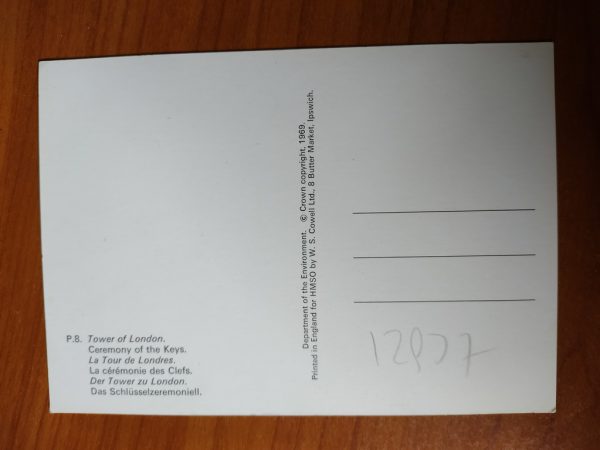 P.8. Tower of London.
Ceremony of the Keys.
La Tour de Londres.
La cérémonie des Clefs.
Der Tower zu London.
Das Schlüsselzeremoniell.
Department of the Environment. © Crown copyright, 1969.
Printed in England for HMSO by W. S. Cowell Ltd., 8 Butter Market, Ipswich.